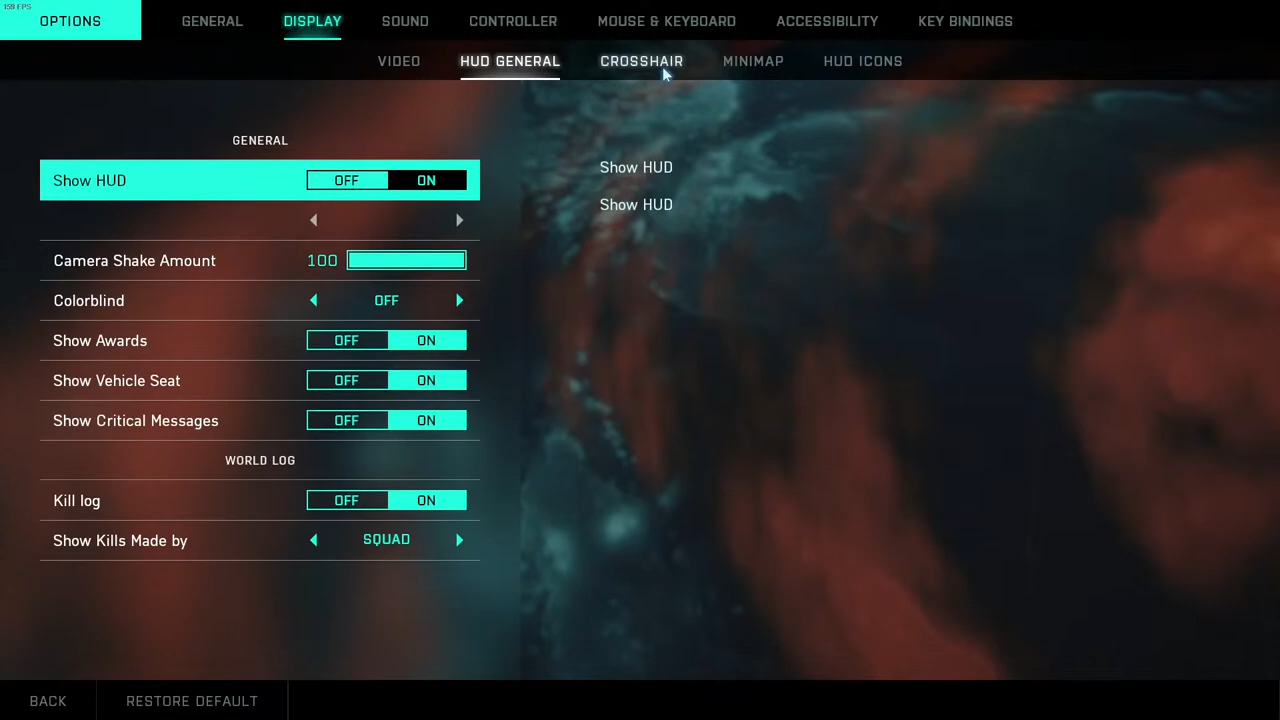 159 FPS
OPTIONS GENERAL DISPLAY SOUND CONTROLLER MOUSE & KEYBOARD ACCESSIBILITY KEY BINDINGS
VIDEO HUD GENERAL CROSSHAIR MINIMAP HUD ICONS
GENERAL
Show HUD OFF ON
Camera Shake Amount 100
Colorblind OFF
Show Awards OFF ON
Show Vehicle Seat OFF ON
Show Critical Messages OFF ON
WORLD LOG
Kill log OFF ON
Show Kills Made by SQUAD
Show HUD
Show HUD
BACK RESTORE DEFAULT